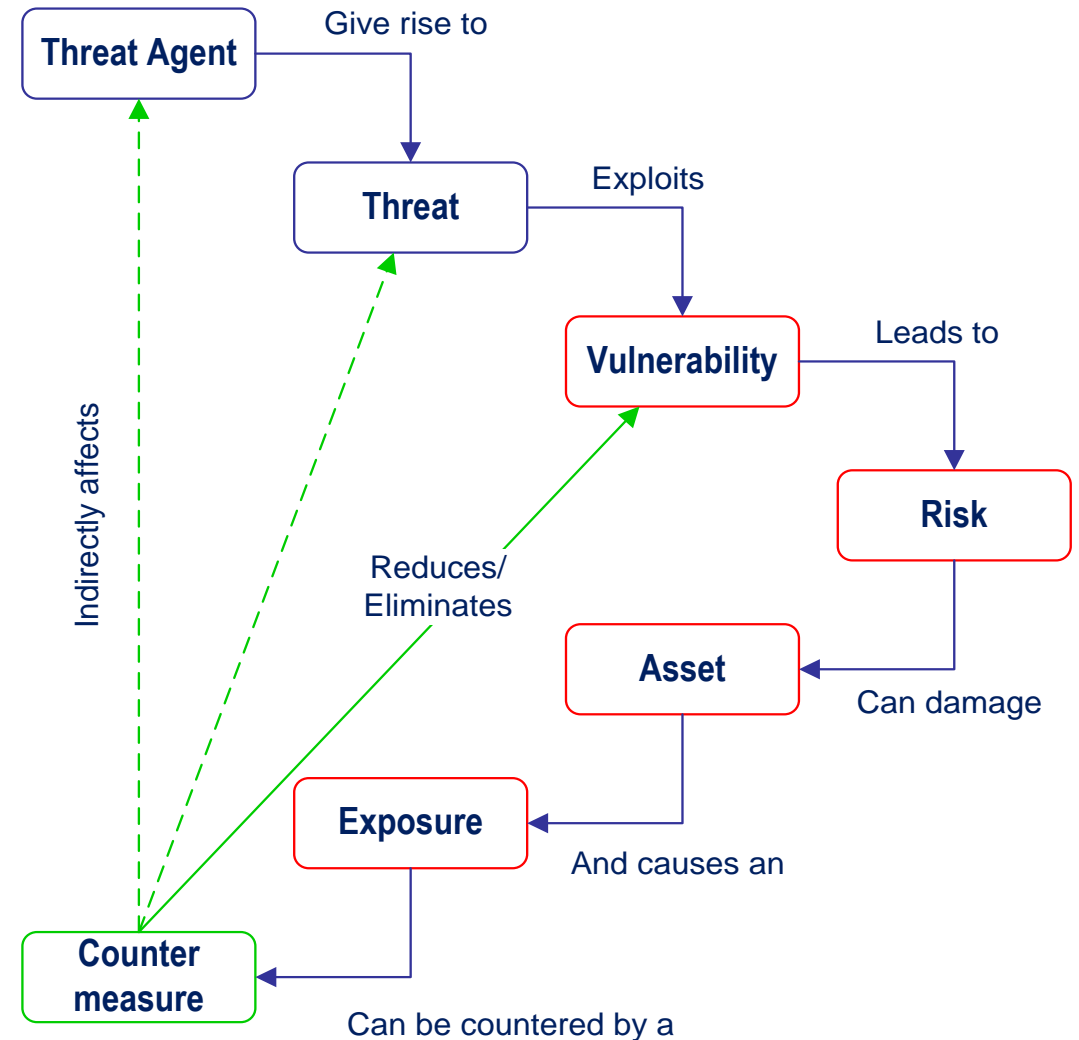 Give rise to
Threat Agent
Exploits
Threat
Leads to
Vulnerability
Indirectly affects
Risk
Reduces/
Eliminates
Asset
Can damage
Exposure
And causes an
Counter
measure
Can be countered by a